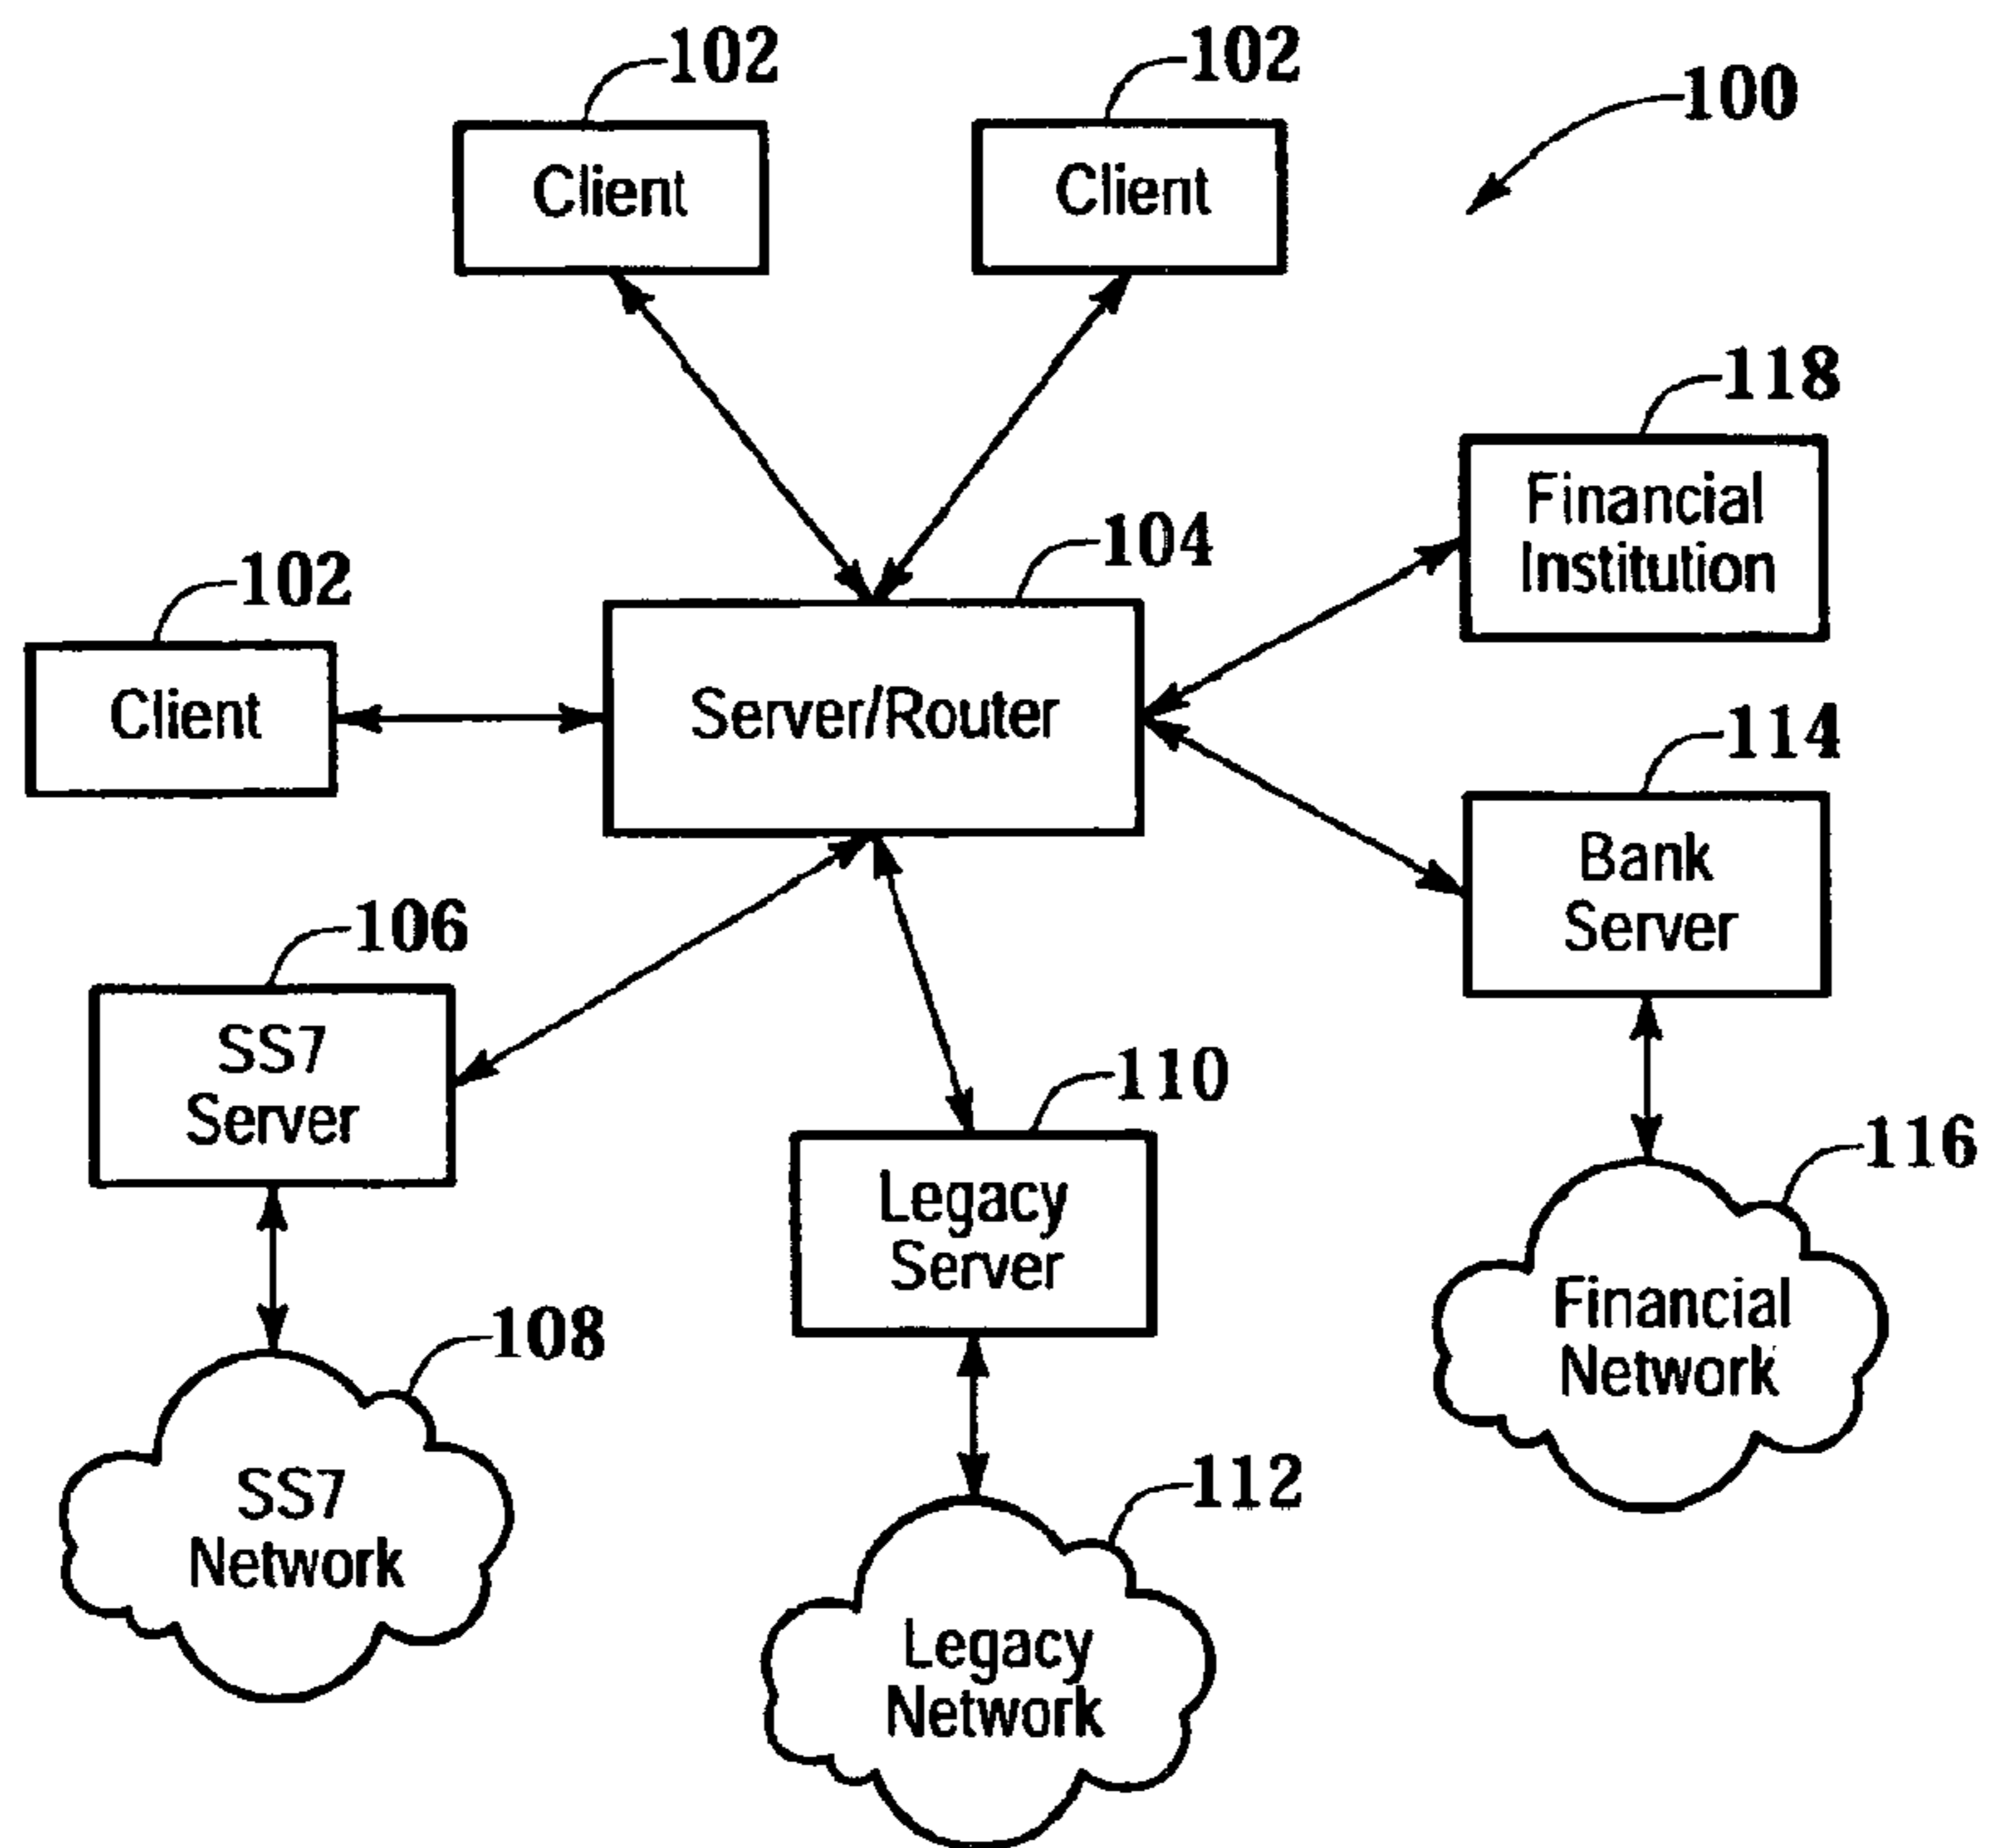 102
102
100
Client
Client
118
Financial
Institution
104
102
Server/Router
Client
114
Bank
Server
106
SS7
Server
110
116
Legacy
Server
Financial
Network
108
SS7
Network
112
Legacy
Network